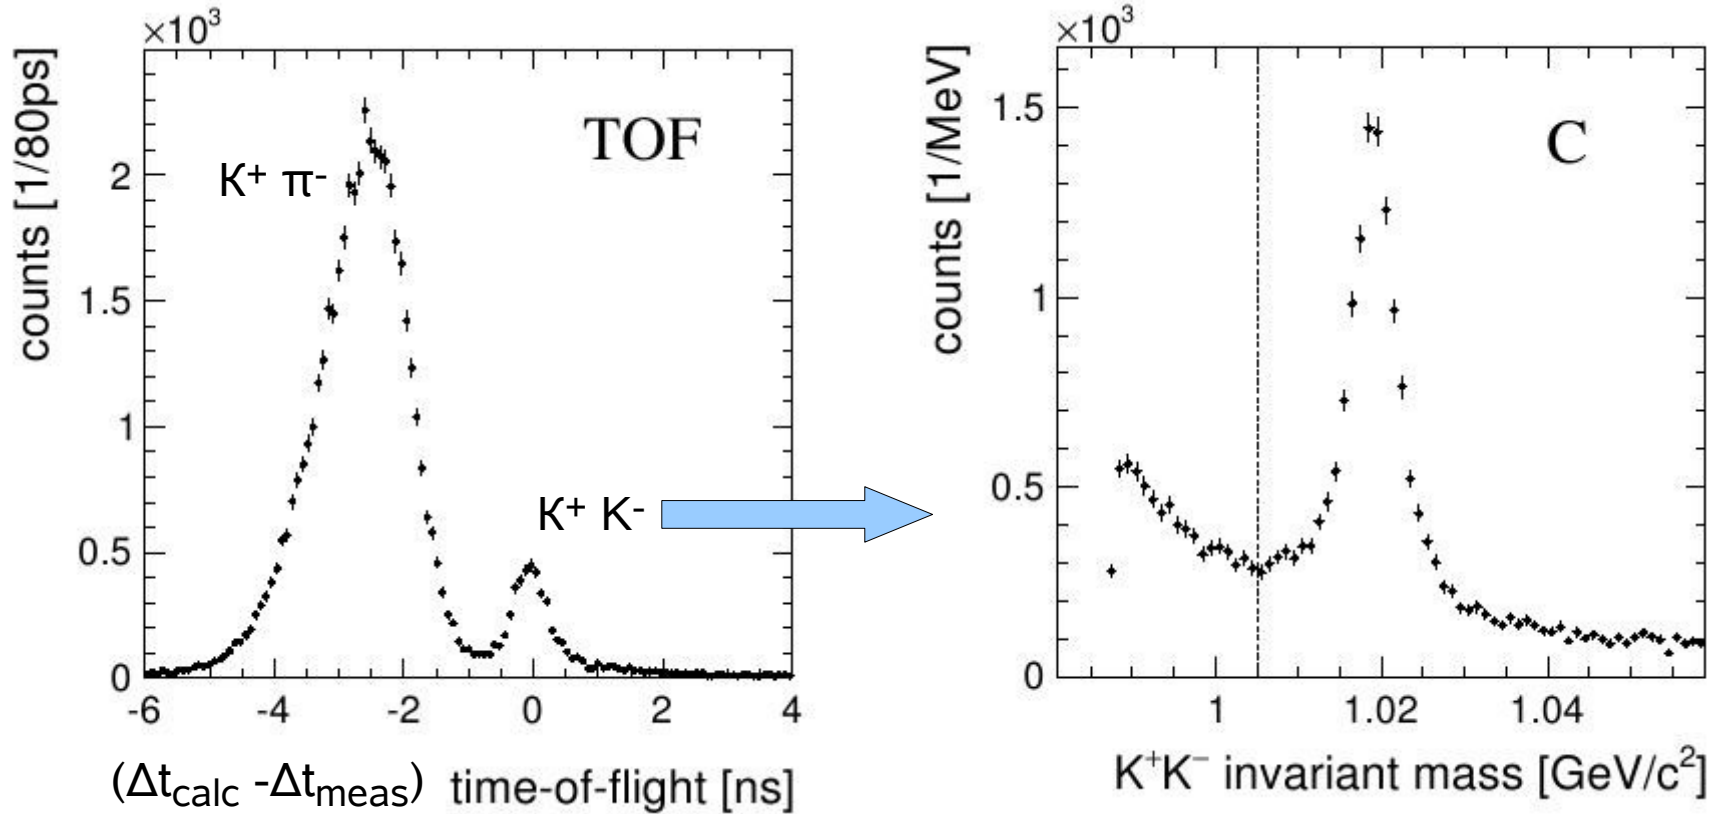 ×10³
counts [1/80ps]
2
1.5
1
0.5
0
-6 -4 -2 0 2 4
TOF
K⁺ π⁻
K⁺ K⁻
(Δt_calc -Δt_meas) time-of-flight [ns]
×10³
counts [1/MeV]
1.5
1
0.5
0
1 1.02 1.04
C
K⁺K⁻ invariant mass [GeV/c²]